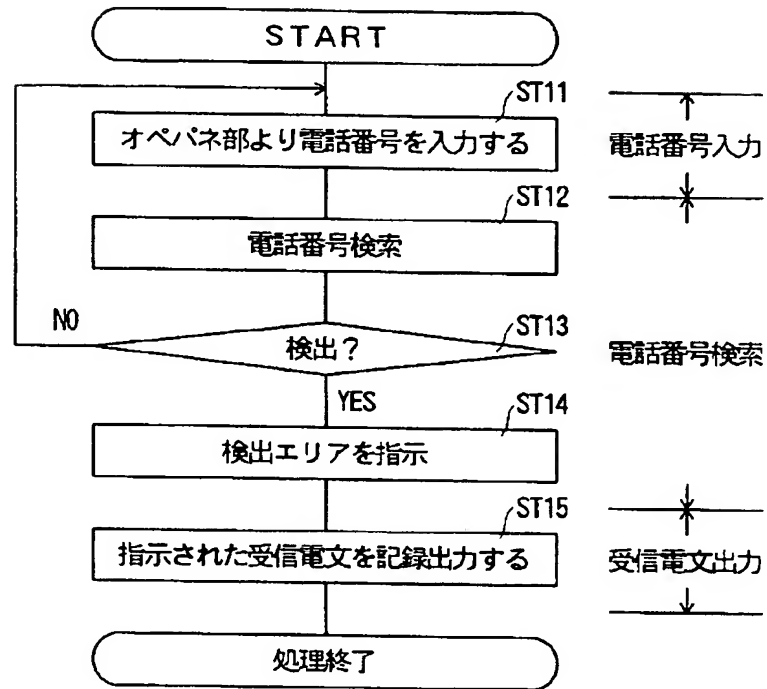 START
ST11
オペパネ部より電話番号を入力する
電話番号入力
ST12
電話番号検索
NO
ST13
検出？
電話番号検索
YES
ST14
検出エリアを指示
ST15
指示された受信電文を記録出力する
受信電文出力
処理終了